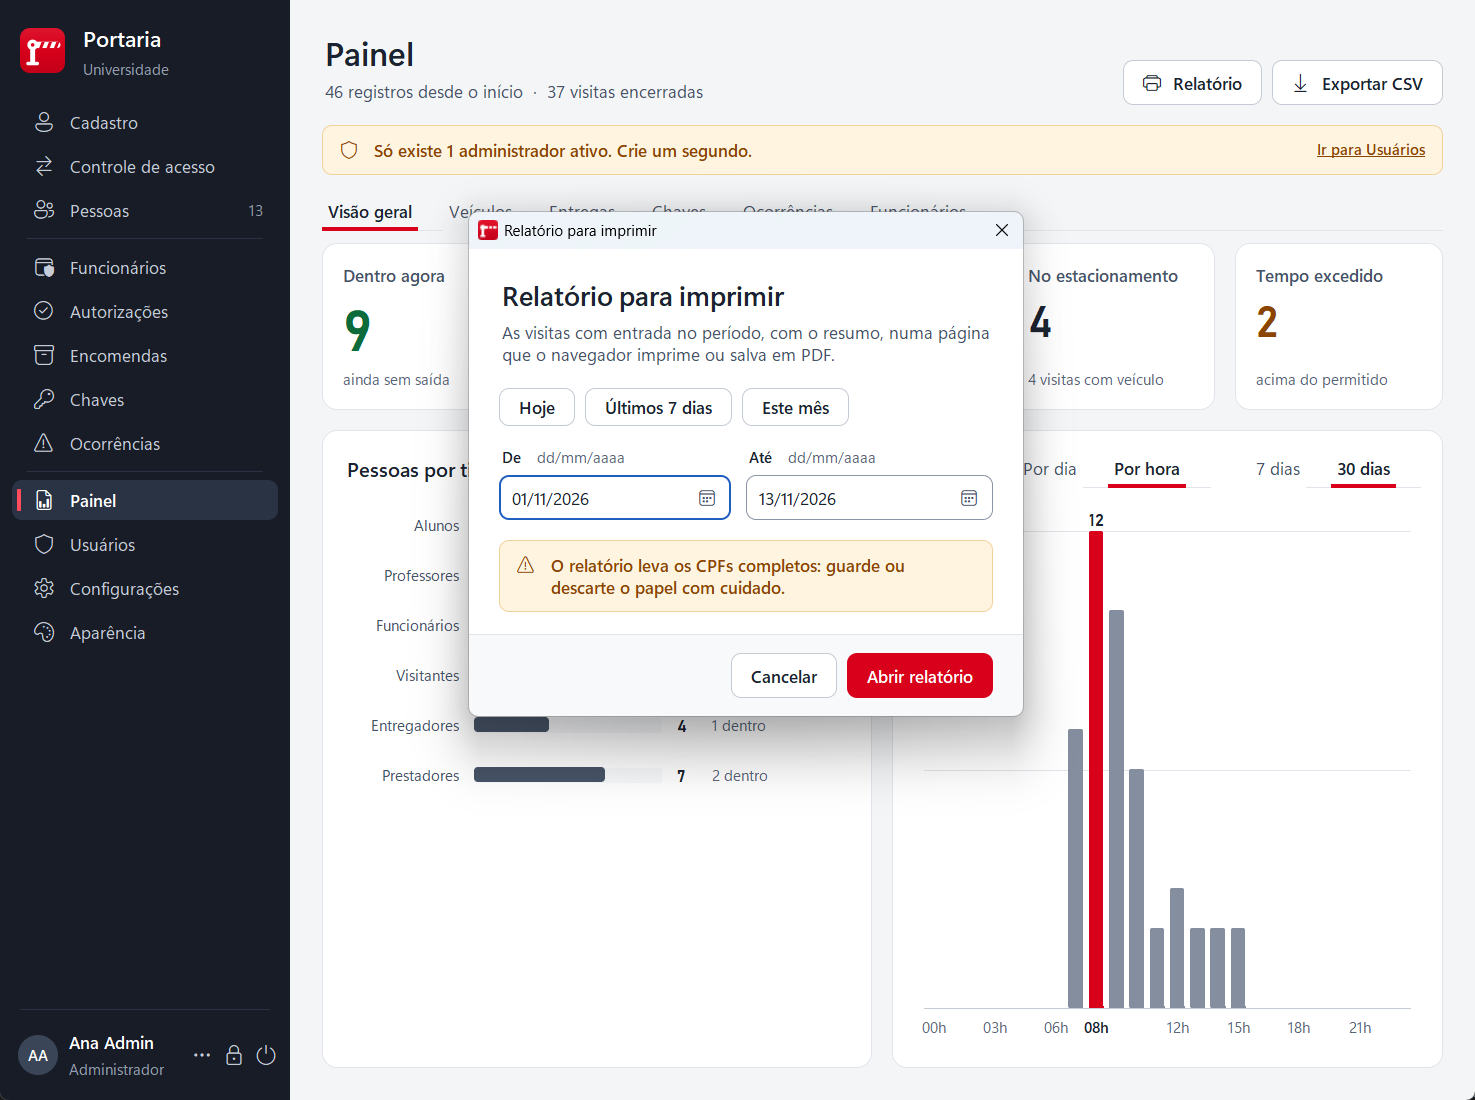 Portaria
Universidade
Cadastro
Controle de acesso
Pessoas 13
Funcionários
Autorizações
Encomendas
Chaves
Ocorrências
Painel
Usuários
Configurações
Aparência
AA
Ana Admin
Administrador
Painel
46 registros desde o início · 37 visitas encerradas
Relatório
Exportar CSV
Só existe 1 administrador ativo. Crie um segundo.
Ir para Usuários
Visão geral
Veículos
Entregas
Chaves
Ocorrências
Funcionários
Dentro agora
9
ainda sem saída
No estacionamento
4
4 visitas com veículo
Tempo excedido
2
acima do permitido
Relatório para imprimir
Relatório para imprimir
As visitas com entrada no período, com o resumo, numa página
que o navegador imprime ou salva em PDF.
Hoje
Últimos 7 dias
Este mês
De dd/mm/aaaa
Até dd/mm/aaaa
01/11/2026
13/11/2026
O relatório leva os CPFs completos: guarde ou
descarte o papel com cuidado.
Cancelar
Abrir relatório
Pessoas por t
Alunos
Professores
Funcionários
Visitantes
Entregadores 4 1 dentro
Prestadores 7 2 dentro
Por dia
Por hora
7 dias
30 dias
12
00h 03h 06h 08h 12h 15h 18h 21h